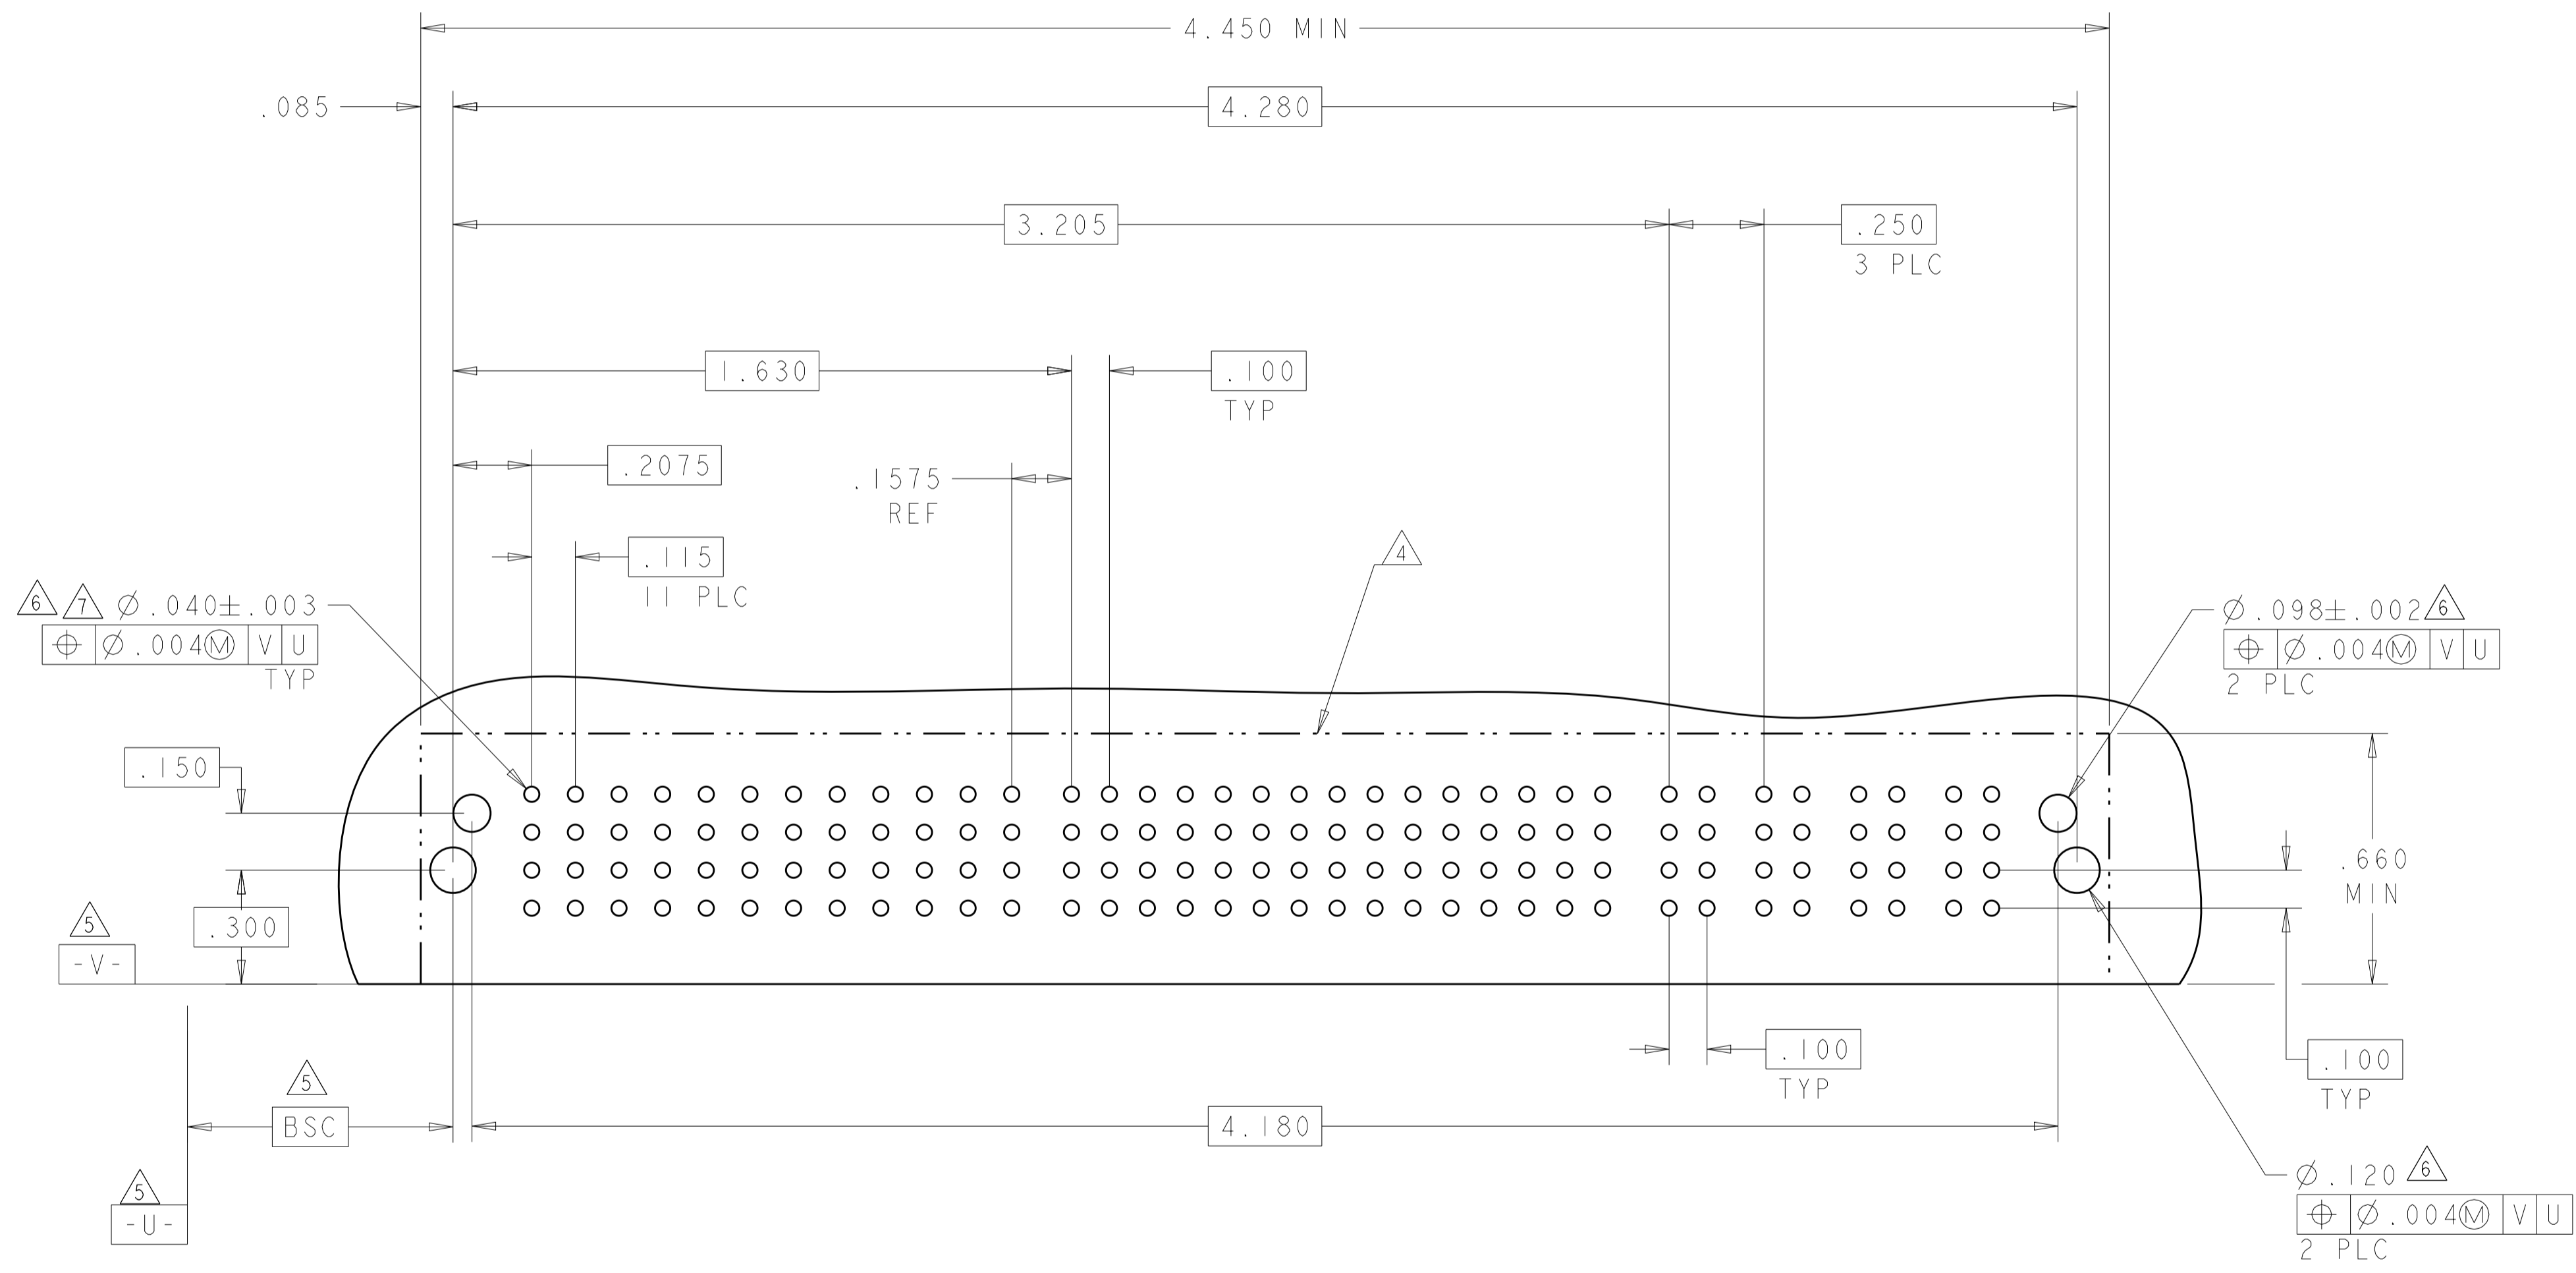 4.450 MIN
.085
4.280
3.205
.250
3 PLC
1.630
.100
TYP
.2075
.1575
REF
.115
11 PLC
4
6 7 Ø.040±.003
⌖ Ø.004Ⓜ V U
TYP
Ø.098±.002 6
⌖ Ø.004Ⓜ V U
2 PLC
.150
.660
MIN
.300
5
-V-
.100
TYP
.100
TYP
5
BSC
4.180
5
-U-
Ø.120 6
⌖ Ø.004Ⓜ V U
2 PLC